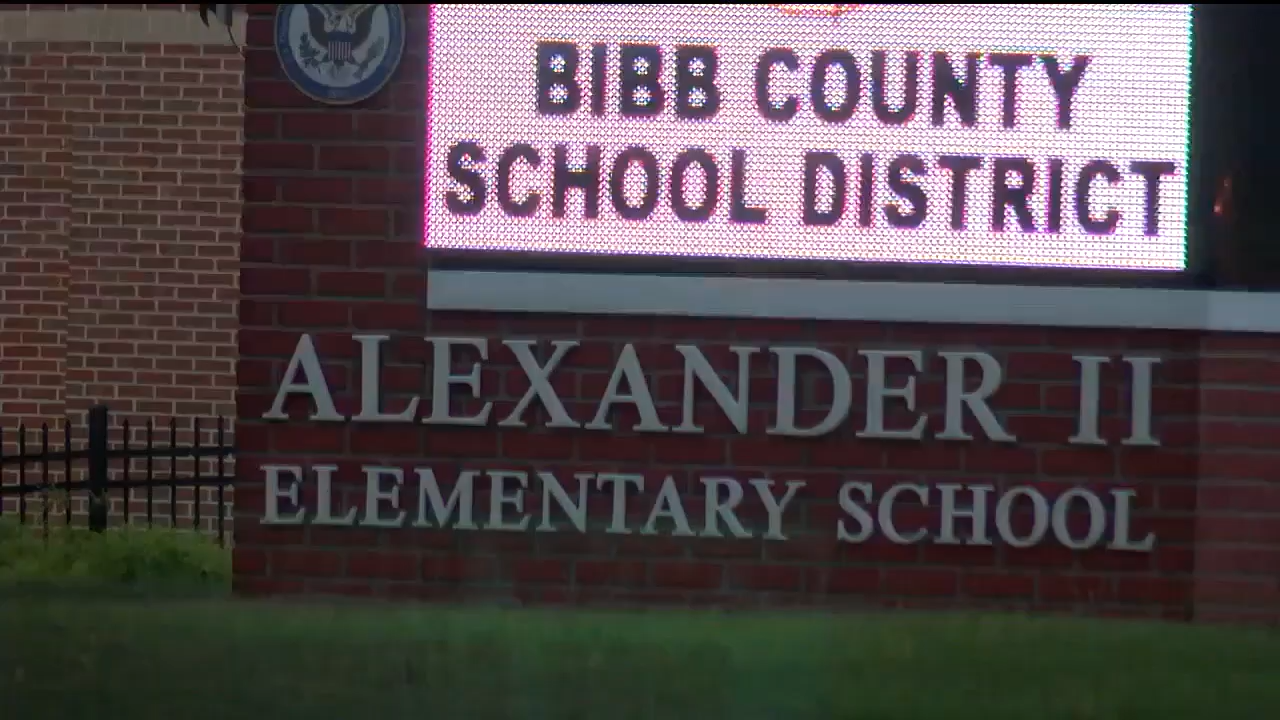 BIBB COUNTY
SCHOOL DISTRICT
ALEXANDER II
ELEMENTARY SCHOOL